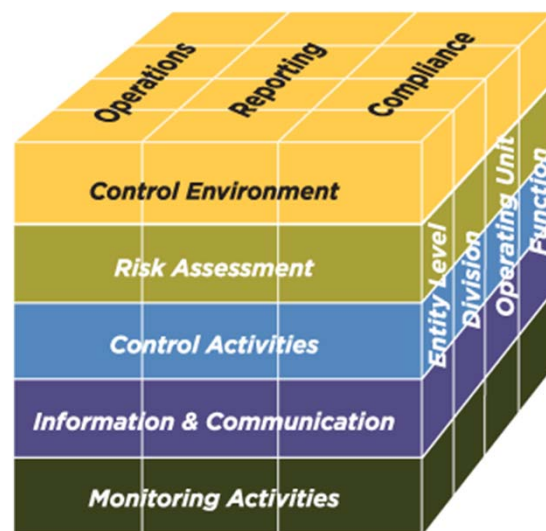 Operations
Reporting
Compliance
Control Environment
Risk Assessment
Control Activities
Information & Communication
Monitoring Activities
Entity Level
Division
Operating Unit
Function